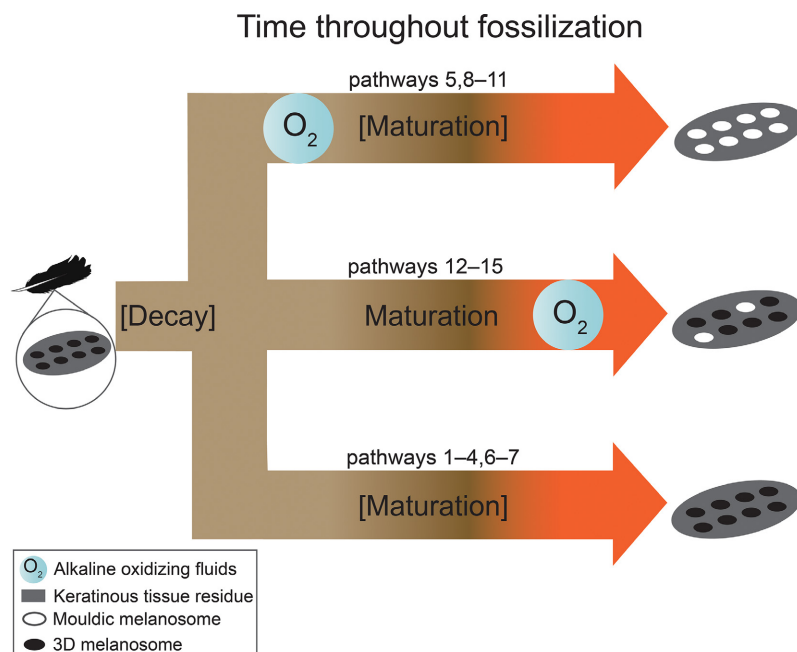 Time throughout fossilization
pathways 5,8–11
O2
[Maturation]
pathways 12–15
[Decay]
Maturation
O2
pathways 1–4,6–7
[Maturation]
O2 Alkaline oxidizing fluids
Keratinous tissue residue
Mouldic melanosome
3D melanosome